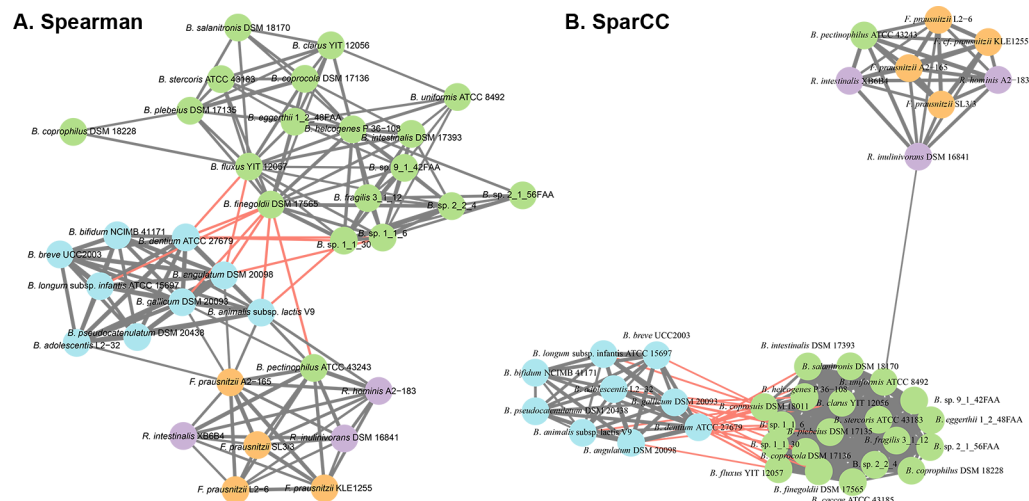 A. Spearman
B. salanitronis DSM 18170
B. clarus YIT 12056
B. stercoris ATCC 43183
B. coprocola DSM 17136
B. uniformis ATCC 8492
B. plebeius DSM 17135
B. eggerthii 1_2_48FAA
B. helcogenes P 36−108
B. coprophilus DSM 18228
B. intestinalis DSM 17393
B. fluxus YIT 12057
B. sp. 9_1_42FAA
B. fragilis 3_1_12
B. sp. 2_1_56FAA
B. finegoldii DSM 17565
B. sp. 2_2_4
B. sp. 1_1_6
B. sp. 1_1_30
B. bifidum NCIMB 41171
B. dentium ATCC 27679
B. breve UCC2003
B. engulatum DSM 20098
B. longum subsp. infantis ATCC 15697
B. gallicum DSM 20093
B. animalis subsp. lactis V9
B. pseudocatenulatum DSM 20438
B. adolescentis L2−32
B. pectinophilus ATCC 43243
F. prausnitzii A2−165
R. hominis A2−183
R. intestinalis XB6B4
R. inulinivorans DSM 16841
F. prausnitzii SL3/3
F. prausnitzii L2−6
F. prausnitzii KLE1255
B. SparCC
F. prausnitzii L2−6
B. pectinophilus ATCC 43243
F. cf. prausnitzii KLE1255
F. prausnitzii A2−165
R. intestinalis XB6B4
R. hominis A2−183
F. prausnitzii SL3/3
R. inulinivorans DSM 16841
B. breve UCC2003
B. longum subsp. infantis ATCC 15697
B. intestinalis DSM 17393
B. bifidum NCIMB 41171
B. salanitronis DSM 18170
B. adolescentis L2−32
B. uniformis ATCC 8492
B. helcogenes P 36−108
B. gallicum DSM 20093
B. clarus YIT 12056
B. sp. 9_1_42FAA
B. pseudocatenulatum DSM 20438
B. coprosuis DSM 18011
B. stercoris ATCC 43183
B. eggerthii 1_2_48FAA
B. dentium ATCC 27679
B. sp. 1_1_6
B. plebeius DSM 17135
B. animalis subsp. lactis V9
B. fragilis 3_1_12
B. sp. 1_1_30
B. sp. 2_1_56FAA
B. angulatum DSM 20098
B. coprocola DSM 17136
B. sp. 2_2_4
B. fluxus YIT 12057
B. coprophilus DSM 18228
B. finegoldii DSM 17565
B. caccae ATCC 43185